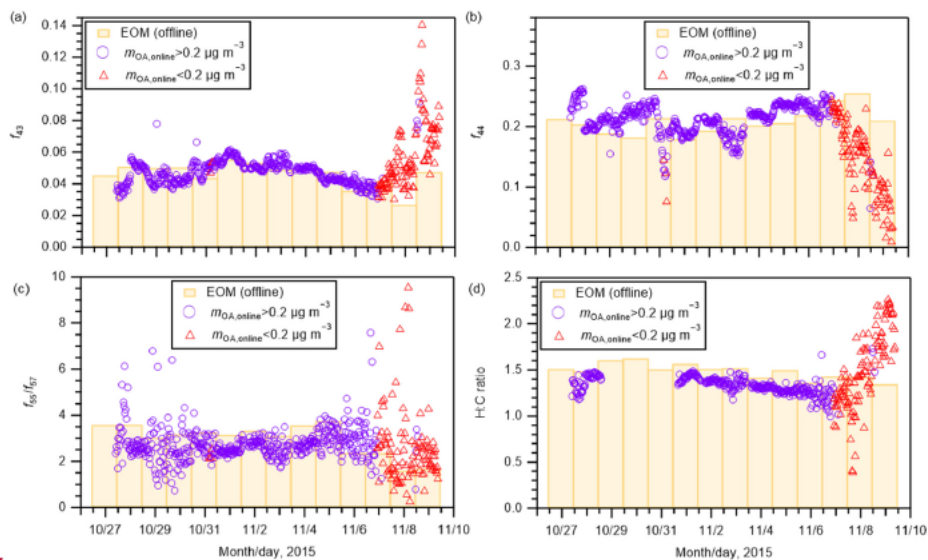 (a)
0.14
0.12
0.10
0.08
0.06
0.04
0.02
0.00
f43
EOM (offline)
mOA,online>0.2 µg m−3
mOA,online<0.2 µg m−3
(b)
0.3
0.2
0.1
0.0
f44
EOM (offline)
mOA,online>0.2 µg m−3
mOA,online<0.2 µg m−3
(c)
10
8
6
4
2
0
f55/f57
EOM (offline)
mOA,online>0.2 µg m−3
mOA,online<0.2 µg m−3
10/27 10/29 10/31 11/2 11/4 11/6 11/8 11/10
Month/day, 2015
(d)
2.5
2.0
1.5
1.0
0.5
0.0
H:C ratio
EOM (offline)
mOA,online>0.2 µg m−3
mOA,online<0.2 µg m−3
10/27 10/29 10/31 11/2 11/4 11/6 11/8 11/10
Month/day, 2015